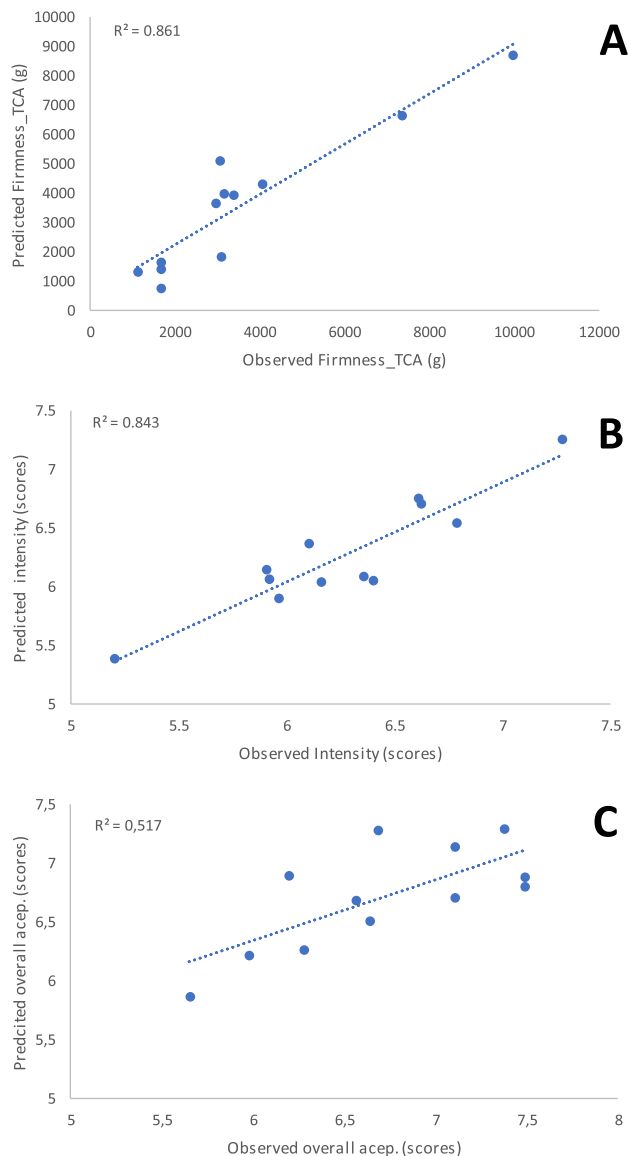 A
R² = 0.861
10000
9000
8000
7000
6000
5000
4000
3000
2000
1000
0
Predicted Firmness_TCA (g)
0 2000 4000 6000 8000 10000 12000
Observed Firmness_TCA (g)
B
R² = 0.843
7.5
7
6.5
6
5.5
5
Predicted intensity (scores)
5 5.5 6 6.5 7 7.5
Observed Intensity (scores)
C
R² = 0,517
7,5
7
6,5
6
5,5
5
Predcited overall acep. (scores)
5 5,5 6 6,5 7 7,5 8
Observed overall acep. (scores)